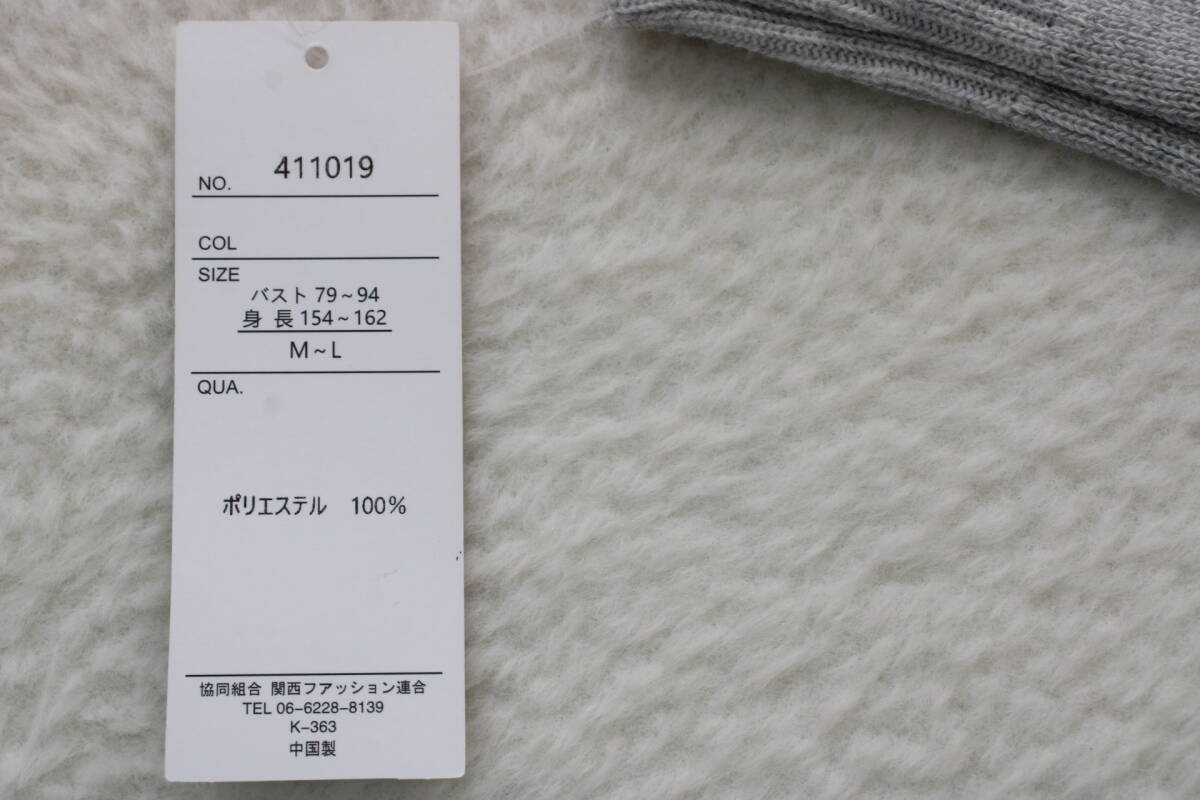 NO. 411019
COL
SIZE
バスト 79~94
身 長 154~162
M~L
QUA.
ポリエステル 100%
協同組合 関西フアッション連合
TEL 06-6228-8139
K-363
中国製